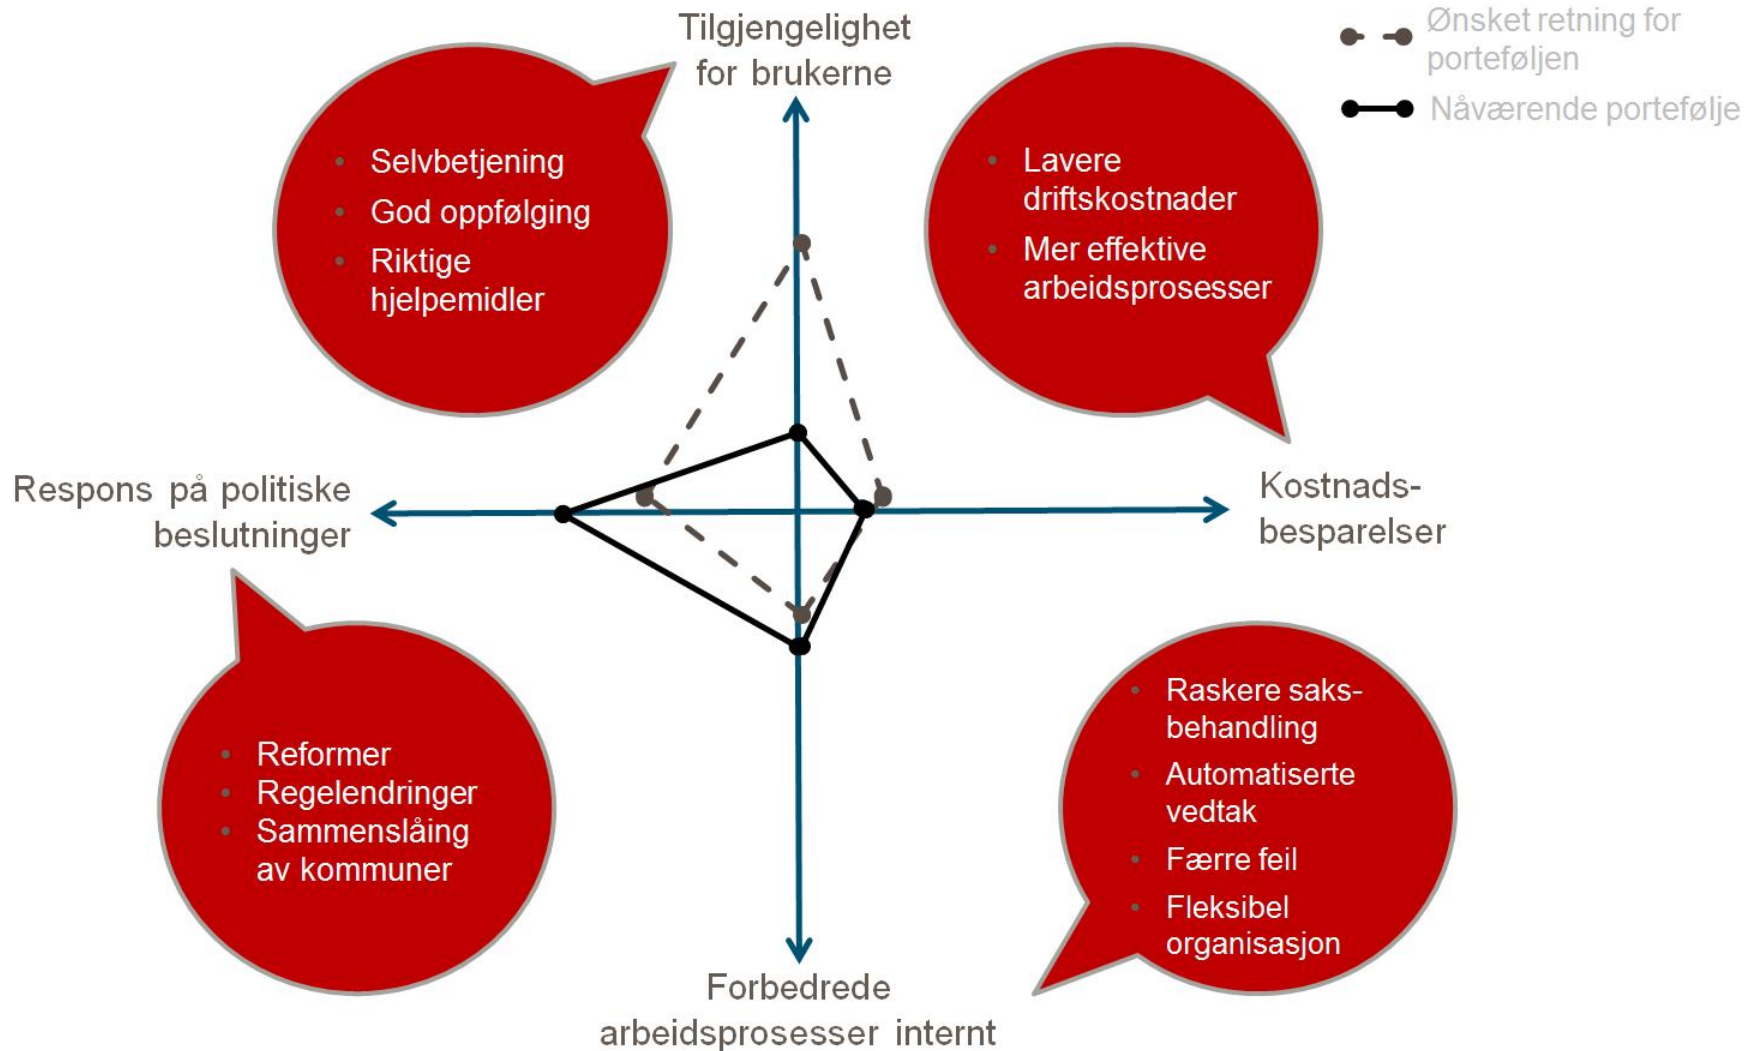 Tilgjengelighet
for brukerne
Ønsket retning for
porteføljen
Nåværende portefølje
Selvbetjening
God oppfølging
Riktige
hjelpemidler
Lavere
driftskostnader
Mer effektive
arbeidsprosesser
Respons på politiske
beslutninger
Kostnads-
besparelser
Reformer
Regelendringer
Sammenslåing
av kommuner
Raskere saks-
behandling
Automatiserte
vedtak
Færre feil
Fleksibel
organisasjon
Forbedrede
arbeidsprosesser internt